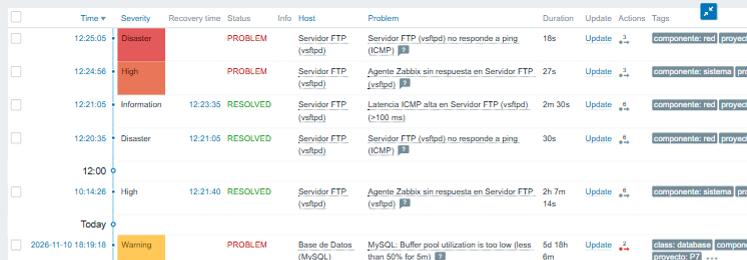 Time▼ Severity Recovery time Status Info Host Problem Duration Update Actions Tags
12:25:05 Disaster PROBLEM Servidor FTP Servidor FTP (vsftpd) no responde a ping 18s Update 3 componente: red proyec
(vsftpd) (ICMP) ?
12:24:56 High PROBLEM Servidor FTP Agente Zabbix sin respuesta en Servidor FTP 27s Update 3 componente: sistema pro
(vsftpd) (vsftpd) ?
12:21:05 Information 12:23:35 RESOLVED Servidor FTP Latencia ICMP alta en Servidor FTP (vsftpd) 2m 30s Update 6 componente: red proyec
(vsftpd) (>100 ms)
12:20:35 Disaster 12:21:05 RESOLVED Servidor FTP Servidor FTP (vsftpd) no responde a ping 30s Update 6 componente: red proyec
(vsftpd) (ICMP) ?
12:00
10:14:26 High 12:21:40 RESOLVED Servidor FTP Agente Zabbix sin respuesta en Servidor FTP 2h 7m Update 6 componente: sistema pro
(vsftpd) (vsftpd) ? 14s
Today
2026-11-10 18:19:18 Warning PROBLEM Base de Datos MySQL: Buffer pool utilization is too low (less 5d 18h Update 2 class: database compon
(MySQL) than 50% for 5m) ? 6m proyecto: P7 •••